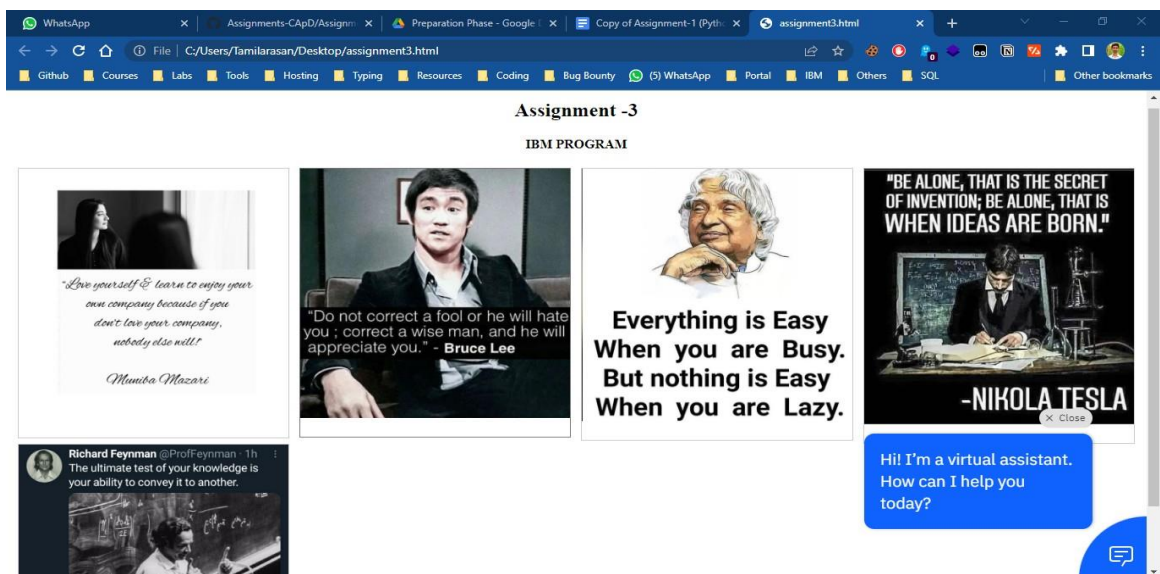 WhatsApp
Assignments-CApD/Assignm
Preparation Phase - Google
Copy of Assignment-1 (Pyth
assignment3.html
File | C:/Users/Tamilarasan/Desktop/assignment3.html
Github Courses Labs Tools Hosting Typing Resources Coding Bug Bounty (5) WhatsApp Portal IBM Others SQL Other bookmarks
Assignment -3
IBM PROGRAM
"Love yourself & learn to enjoy your
own company because if you
don't love your company,
nobody else will!
Muniba Mazari
"Do not correct a fool or he will hate
you ; correct a wise man, and he will
appreciate you." - Bruce Lee
Everything is Easy
When you are Busy.
But nothing is Easy
When you are Lazy.
"BE ALONE, THAT IS THE SECRET
OF INVENTION; BE ALONE, THAT IS
WHEN IDEAS ARE BORN."
-NIKOLA TESLA
Richard Feynman @ProfFeynman · 1h
The ultimate test of your knowledge is
your ability to convey it to another.
× Close
Hi! I'm a virtual assistant.
How can I help you
today?